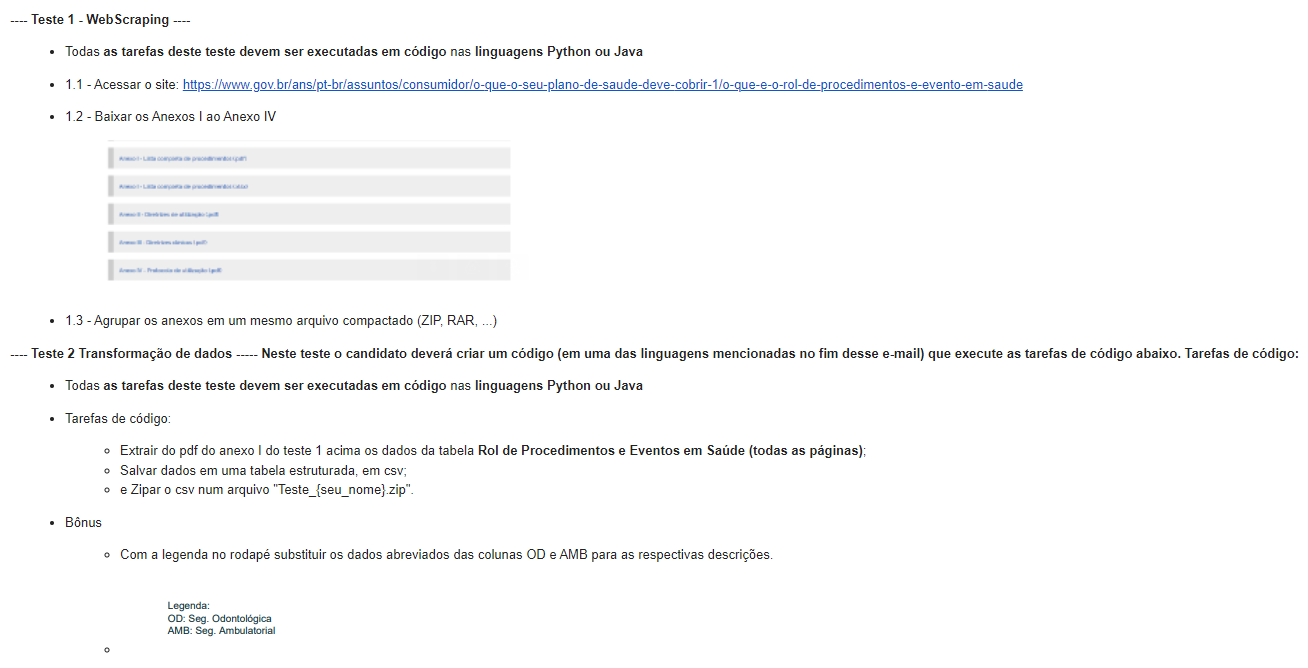 ---- Teste 1 - WebScraping ----
Todas as tarefas deste teste devem ser executadas em código nas linguagens Python ou Java
1.1 - Acessar o site: https://www.gov.br/ans/pt-br/assuntos/consumidor/o-que-o-seu-plano-de-saude-deve-cobrir-1/o-que-e-o-rol-de-procedimentos-e-evento-em-saude
1.2 - Baixar os Anexos I ao Anexo IV
Anexo I - Lista completa de procedimentos (.pdf)
Anexo I - Lista completa de procedimentos (.xlsx)
Anexo II - Diretrizes de utilização (.pdf)
Anexo III - Diretrizes clínicas (.pdf)
Anexo IV - Protocolo de utilização (.pdf)
1.3 - Agrupar os anexos em um mesmo arquivo compactado (ZIP, RAR, ...)
---- Teste 2 Transformação de dados ----- Neste teste o candidato deverá criar um código (em uma das linguagens mencionadas no fim desse e-mail) que execute as tarefas de código abaixo. Tarefas de código:
Todas as tarefas deste teste devem ser executadas em código nas linguagens Python ou Java
Tarefas de código:
Extrair do pdf do anexo I do teste 1 acima os dados da tabela Rol de Procedimentos e Eventos em Saúde (todas as páginas);
Salvar dados em uma tabela estruturada, em csv;
e Zipar o csv num arquivo "Teste_{seu_nome}.zip".
Bônus
Com a legenda no rodapé substituir os dados abreviados das colunas OD e AMB para as respectivas descrições.
Legenda:
OD: Seg. Odontológica
AMB: Seg. Ambulatorial